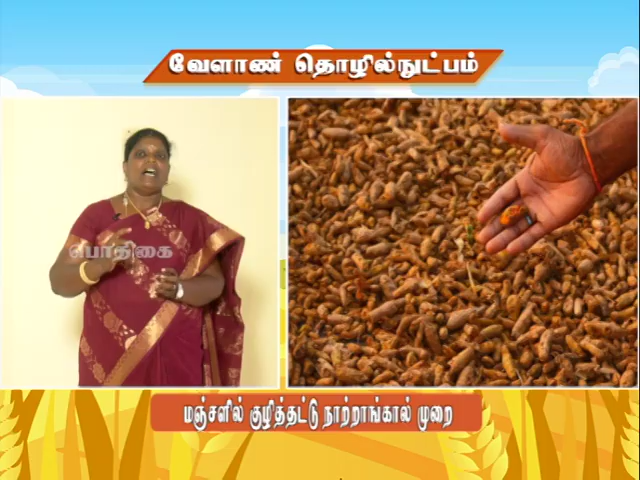 வேளாண் தொழில்நுட்பம்
பொதிகை
மஞ்சளில் குழித்தட்டு நாற்றாங்கால் முறை